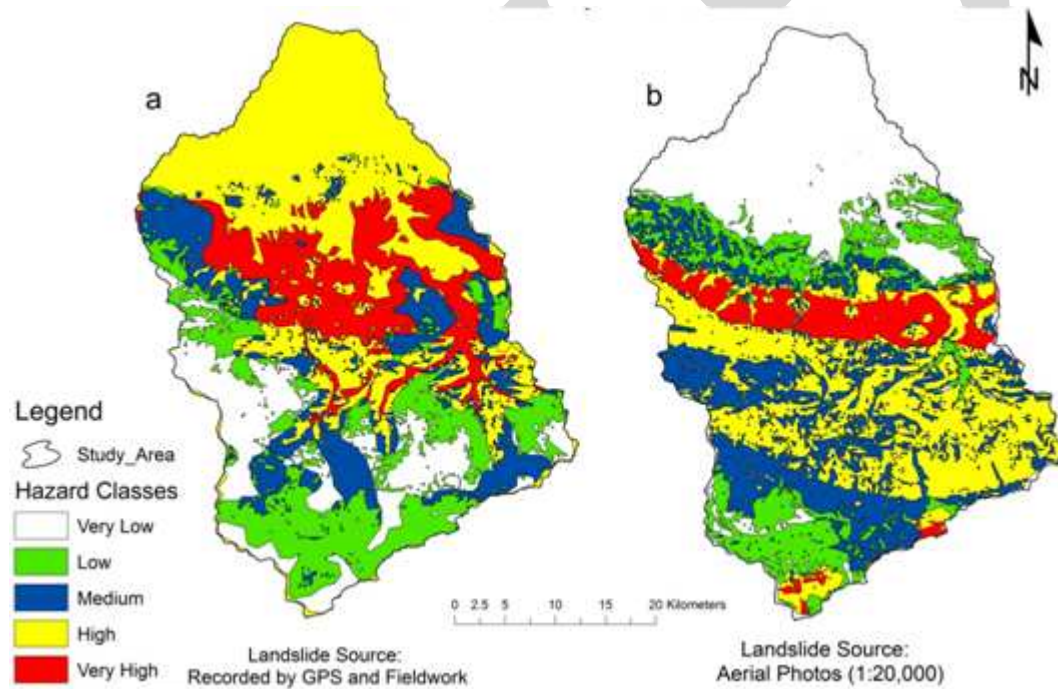 a
b
N
Legend
Study_Area
Hazard Classes
Very Low
Low
Medium
High
Very High
0 2.5 5 10 15 20 Kilometers
Landslide Source:
Recorded by GPS and Fieldwork
Landslide Source:
Aerial Photos (1:20,000)